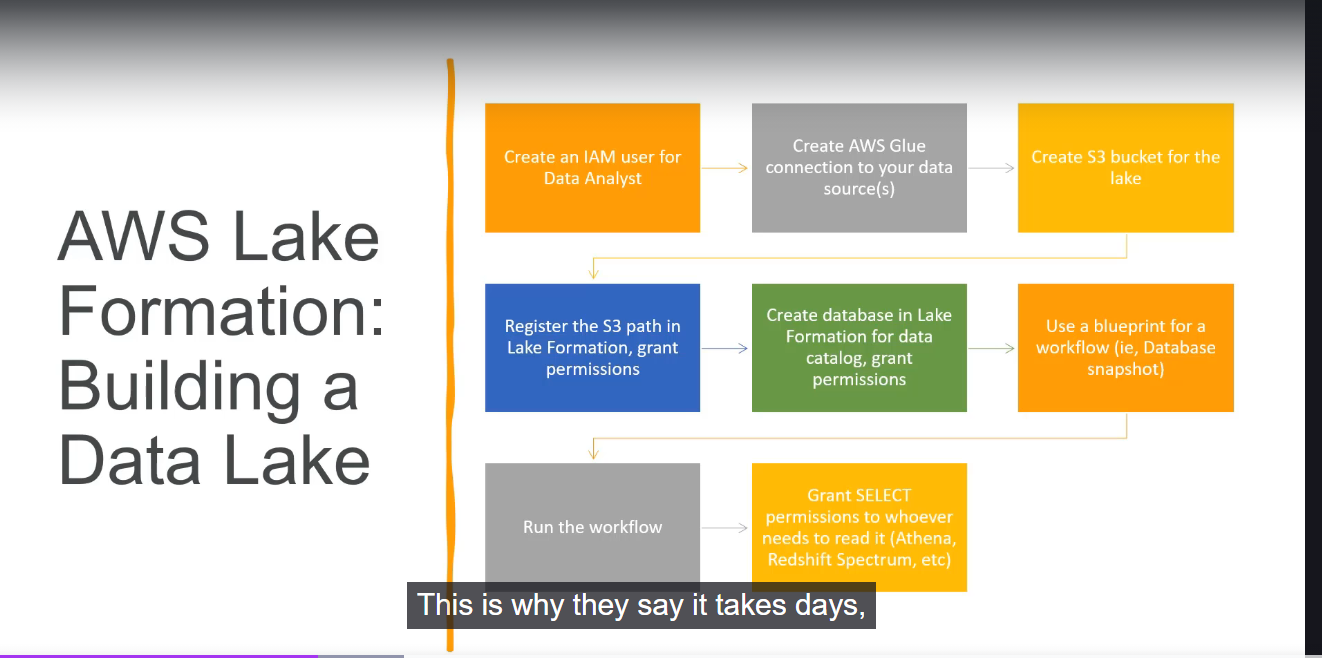 AWS Lake
Formation:
Building a
Data Lake
Create an IAM user for
Data Analyst
Create AWS Glue
connection to your data
source(s)
Create S3 bucket for the
lake
Register the S3 path in
Lake Formation, grant
permissions
Create database in Lake
Formation for data
catalog, grant
permissions
Use a blueprint for a
workflow (ie, Database
snapshot)
Run the workflow
Grant SELECT
permissions to whoever
needs to read it (Athena,
Redshift Spectrum, etc)
This is why they say it takes days,